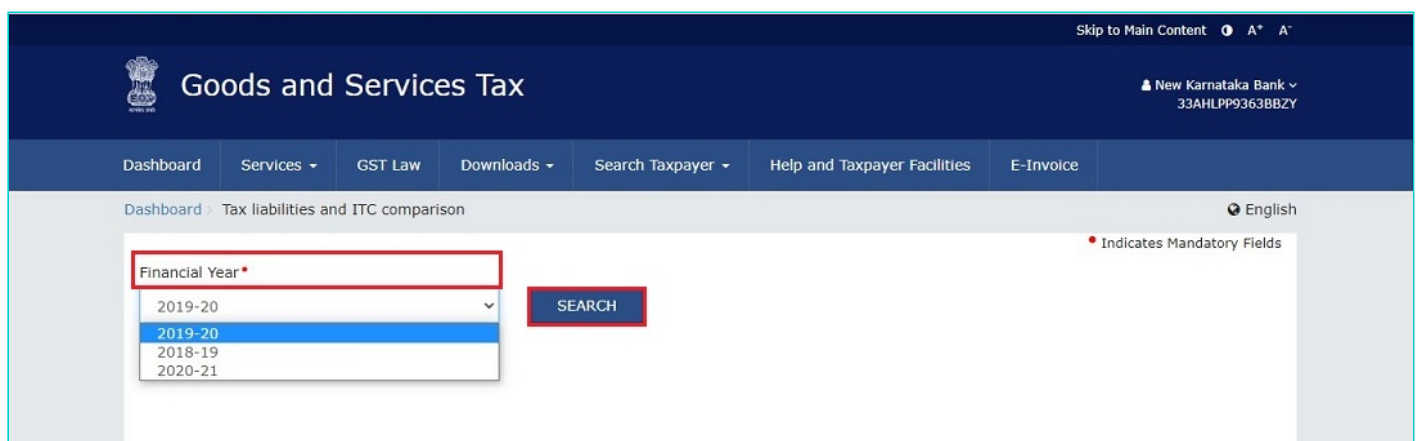 Skip to Main Content A+ A-
Goods and Services Tax
New Karnataka Bank
33AHLPP9363BBZY
Dashboard Services GST Law Downloads Search Taxpayer Help and Taxpayer Facilities E-Invoice
Dashboard > Tax liabilities and ITC comparison English
• Indicates Mandatory Fields
Financial Year•
2019-20 SEARCH
2019-20
2018-19
2020-21